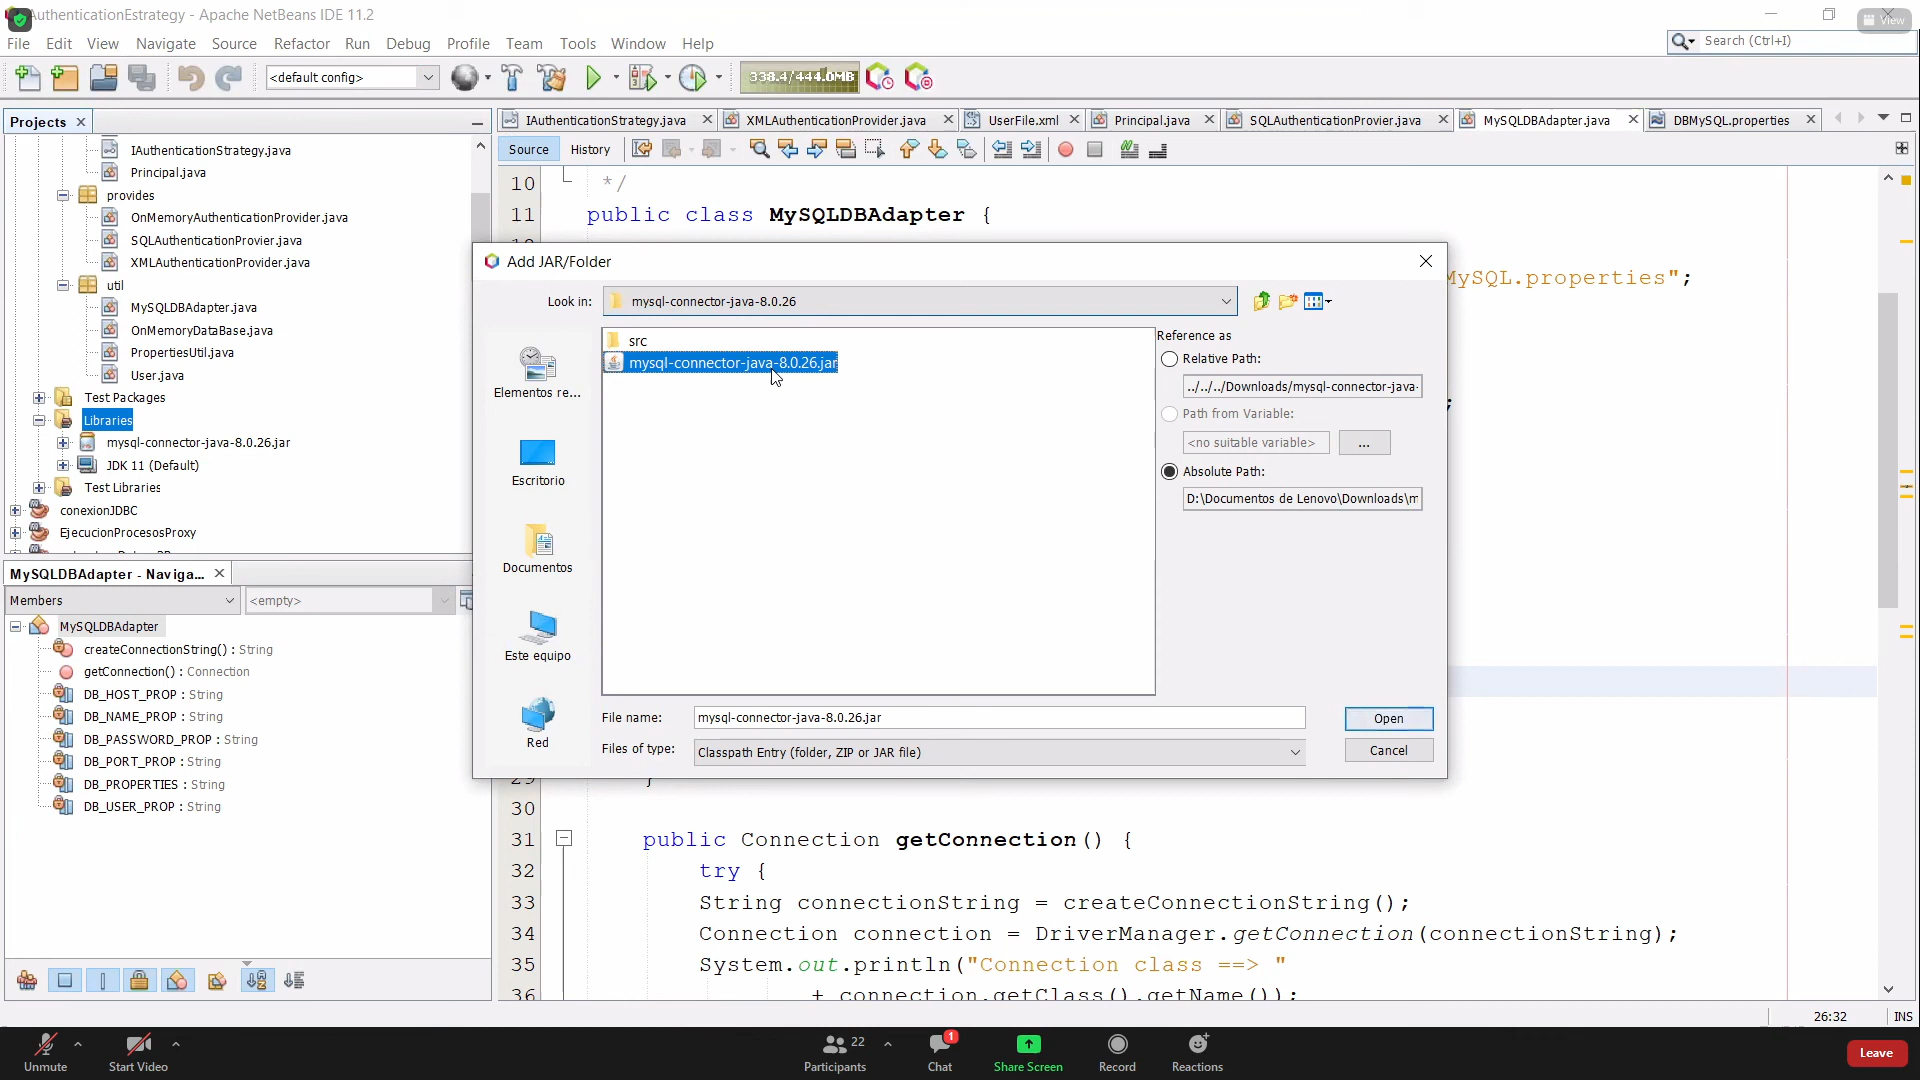 AuthenticationEstrategy - Apache NetBeans IDE 11.2
View
File Edit View Navigate Source Refactor Run Debug Profile Team Tools Window Help
Search (Ctrl+I)
<default config>
338.4/444.0MB
Projects
IAuthenticationStrategy.java
XMLAuthenticationProvider.java
UserFile.xml
Principal.java
SQLAuthenticationProvier.java
MySQLDBAdapter.java
DBMySQL.properties
Source
History
IAuthenticationStrategy.java
Principal.java
provides
OnMemoryAuthenticationProvider.java
SQLAuthenticationProvier.java
XMLAuthenticationProvider.java
util
MySQLDBAdapter.java
OnMemoryDataBase.java
PropertiesUtil.java
User.java
Test Packages
Libraries
mysql-connector-java-8.0.26.jar
JDK 11 (Default)
Test Libraries
conexionJDBC
EjecucionProcesosProxy
MySQLDBAdapter - Naviga...
Members
<empty>
MySQLDBAdapter
createConnectionString() : String
getConnection() : Connection
DB_HOST_PROP : String
DB_NAME_PROP : String
DB_PASSWORD_PROP : String
DB_PORT_PROP : String
DB_PROPERTIES : String
DB_USER_PROP : String
10 */
11 public class MySQLDBAdapter {
MySQL.properties";
;
Add JAR/Folder
Look in:
mysql-connector-java-8.0.26
src
mysql-connector-java-8.0.26.jar
Elementos re...
Escritorio
Documentos
Este equipo
Red
Reference as
Relative Path:
../../../Downloads/mysql-connector-java-
Path from Variable:
<no suitable variable>
...
Absolute Path:
D:\Documentos de Lenovo\Downloads\m
File name:
mysql-connector-java-8.0.26.jar
Open
Files of type:
Classpath Entry (folder, ZIP or JAR file)
Cancel
29 }
30
31 public Connection getConnection() {
32 try {
33 String connectionString = createConnectionString();
34 Connection connection = DriverManager.getConnection(connectionString);
35 System.out.println("Connection class ==> "
36 + connection.getClass().getName());
26:32
INS
Unmute
Start Video
22
Participants
1
Chat
Share Screen
Record
Reactions
Leave